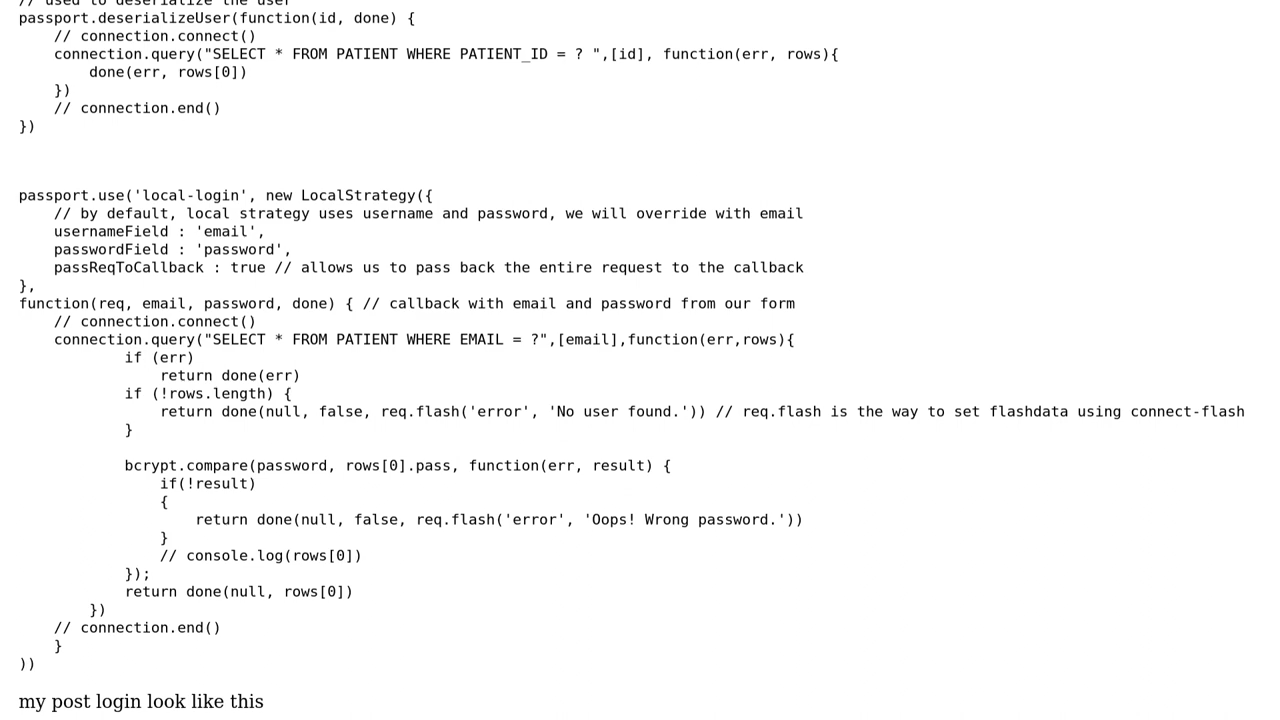 // used to deserialize the user
passport.deserializeUser(function(id, done) {
    // connection.connect()
    connection.query("SELECT * FROM PATIENT WHERE PATIENT_ID = ? ",[id], function(err, rows){
        done(err, rows[0])
    })
    // connection.end()
})
passport.use('local-login', new LocalStrategy({
    // by default, local strategy uses username and password, we will override with email
    usernameField : 'email',
    passwordField : 'password',
    passReqToCallback : true // allows us to pass back the entire request to the callback
},
function(req, email, password, done) { // callback with email and password from our form
    // connection.connect()
    connection.query("SELECT * FROM PATIENT WHERE EMAIL = ?",[email],function(err,rows){
            if (err)
                return done(err)
            if (!rows.length) {
                return done(null, false, req.flash('error', 'No user found.')) // req.flash is the way to set flashdata using connect-flash
            }
            bcrypt.compare(password, rows[0].pass, function(err, result) {
                if(!result)
                {
                    return done(null, false, req.flash('error', 'Oops! Wrong password.'))
                }
                // console.log(rows[0])
            });
            return done(null, rows[0])
        })
    // connection.end()
    }
))
my post login look like this